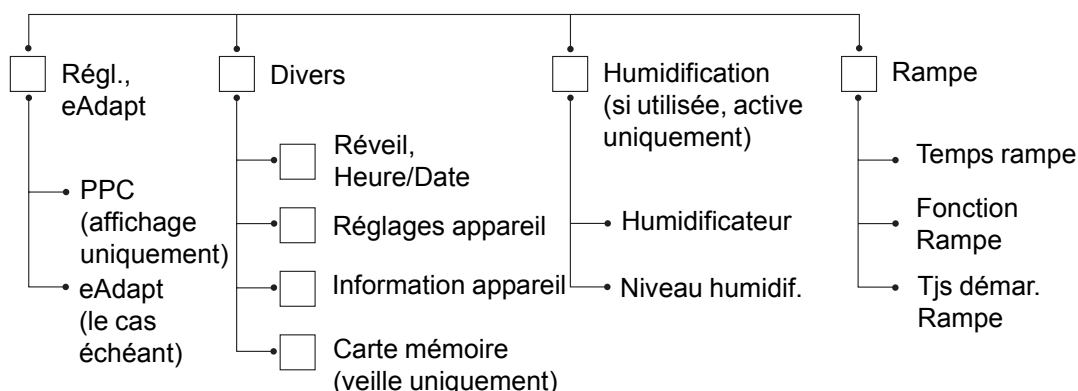 Régl.,
eAdapt
PPC
(affichage
uniquement)
eAdapt
(le cas
échéant)
Divers
Réveil,
Heure/Date
Réglages appareil
Information appareil
Carte mémoire
(veille uniquement)
Humidification
(si utilisée, active
uniquement)
Humidificateur
Niveau humidif.
Rampe
Temps rampe
Fonction
Rampe
Tjs démar.
Rampe